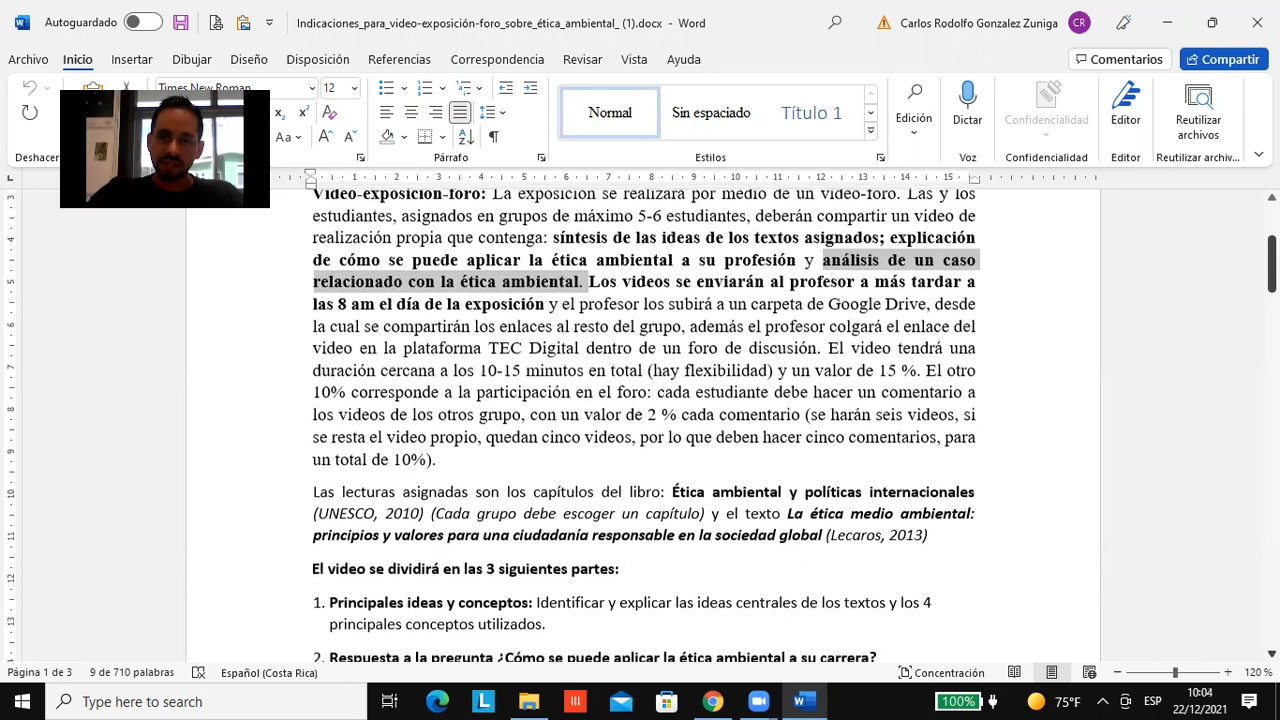 Autoguardado
Indicaciones_para_video-exposición-foro_sobre_ética_ambiental_ (1).docx - Word
Carlos Rodolfo Gonzalez Zuniga
CR
Archivo Inicio Insertar Dibujar Diseño Disposición Referencias Correspondencia Revisar Vista Ayuda
Comentarios
Compartir
Times New Roman 12
Normal
Sin espaciado
Título 1
Edición
Dictar
Confidencialidad
Editor
Reutilizar
archivos
Deshacer
Párrafo
Estilos
Voz
Confidencialidad
Editor
Reutilizar archiv...
1 2 3 4 5 6 7 8 9 10 11 12 13 14 15
Video-exposición-foro: La exposición se realizará por medio de un video-foro. Las y los
estudiantes, asignados en grupos de máximo 5-6 estudiantes, deberán compartir un video de
realización propia que contenga: síntesis de las ideas de los textos asignados; explicación
de cómo se puede aplicar la ética ambiental a su profesión y análisis de un caso
relacionado con la ética ambiental. Los videos se enviarán al profesor a más tardar a
las 8 am el día de la exposición y el profesor los subirá a un carpeta de Google Drive, desde
la cual se compartirán los enlaces al resto del grupo, además el profesor colgará el enlace del
video en la plataforma TEC Digital dentro de un foro de discusión. El video tendrá una
duración cercana a los 10-15 minutos en total (hay flexibilidad) y un valor de 15 %. El otro
10% corresponde a la participación en el foro: cada estudiante debe hacer un comentario a
los videos de los otros grupo, con un valor de 2 % cada comentario (se harán seis videos, si
se resta el video propio, quedan cinco videos, por lo que deben hacer cinco comentarios, para
un total de 10%).
Las lecturas asignadas son los capítulos del libro: Ética ambiental y políticas internacionales
(UNESCO, 2010) (Cada grupo debe escoger un capítulo) y el texto La ética medio ambiental:
principios y valores para una ciudadanía responsable en la sociedad global (Lecaros, 2013)
El video se dividirá en las 3 siguientes partes:
1. Principales ideas y conceptos: Identificar y explicar las ideas centrales de los textos y los 4
principales conceptos utilizados.
2. Respuesta a la pregunta ¿Cómo se puede aplicar la ética ambiental a su carrera?
Página 1 de 3 9 de 710 palabras Español (Costa Rica) Concentración 120 %
Type here to search
100%
75°F
ESP
10:04
22/12/2021